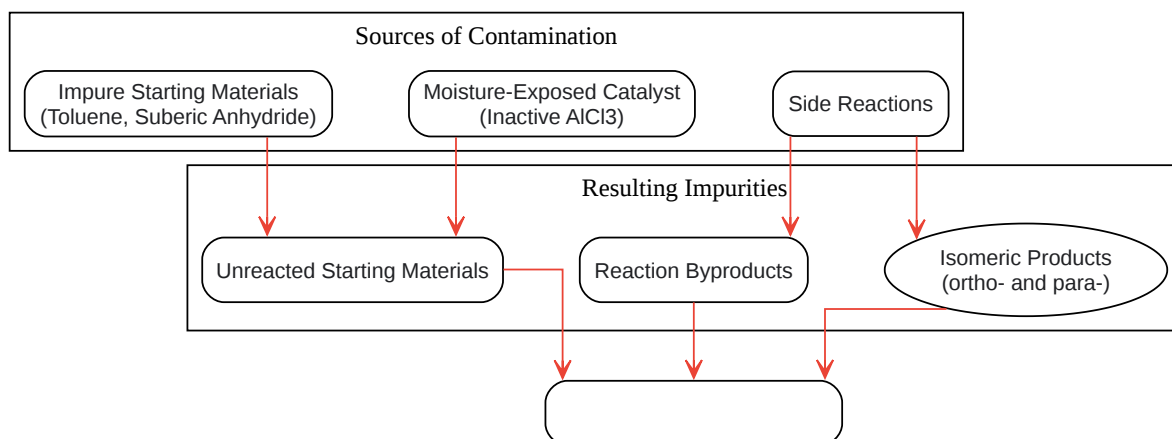 Sources of Contamination
Impure Starting Materials
(Toluene, Suberic Anhydride)
Moisture-Exposed Catalyst
(Inactive AlCl3)
Side Reactions
Resulting Impurities
Unreacted Starting Materials
Reaction Byproducts
Isomeric Products
(ortho- and para-)